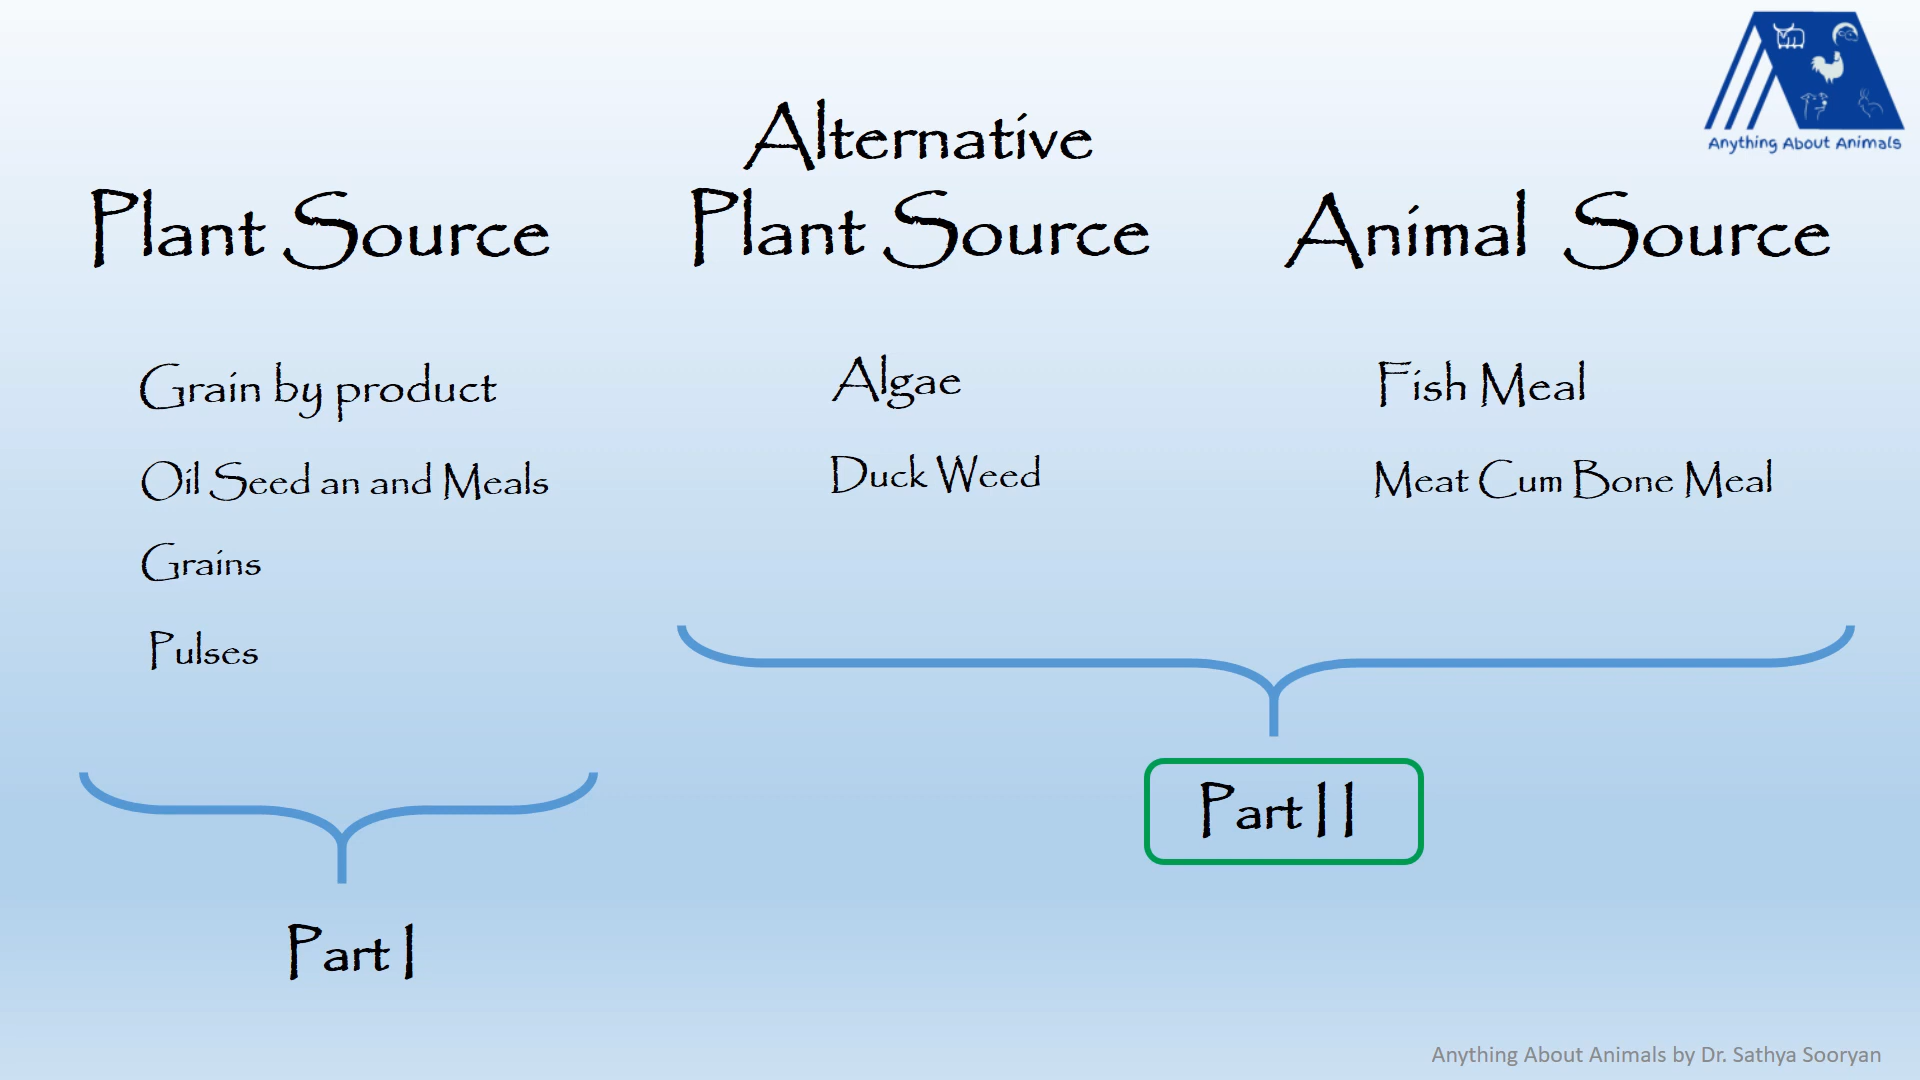 Anything About Animals
Plant Source
Grain by product
Oil Seed an and Meals
Grains
Pulses
Part I
Alternative
Plant Source
Algae
Duck Weed
Animal Source
Fish Meal
Meat Cum Bone Meal
Part II
Anything About Animals by Dr. Sathya Sooryan